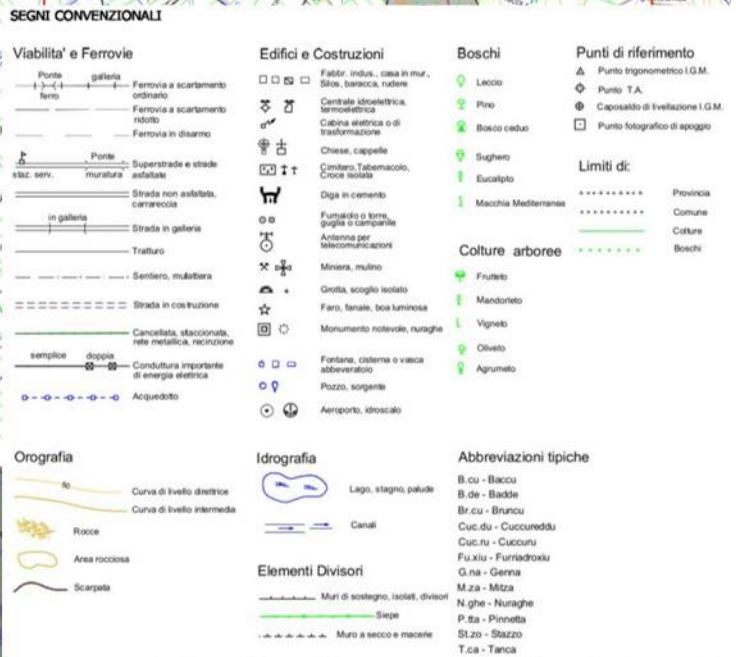 SEGNI CONVENZIONALI
Viabilita' e Ferrovie
Ponte
galleria
ferro
Ferrovia a scartamento
ordinario
Ferrovia a scartamento
ridotto
Ferrovia in disarmo
Ponte
staz. serv.
muratura
Superstrade e strade
asfaltate
Strada non asfaltata,
carrareccia
in galleria
Strada in galleria
Tratturo
Sentiero, mulattiera
Strada in costruzione
Cancellata, staccionata,
rete metallica, recinzione
semplice
doppia
Conduttura importante
di energia elettrica
Acquedotto
Edifici e Costruzioni
Fabbr. indus., casa in mur.,
Silos, baracca, rudere
Centrale idroelettrica,
termoelettrica
Cabina elettrica o di
trasformazione
Chiese, cappelle
Cimitero, Tabernacolo,
Croce isolata
Diga in cemento
Fumaiolo o torre,
guglia o campanile
Antenna per
telecomunicazioni
Miniera, mulino
Grotta, scoglio isolato
Faro, fanale, boa luminosa
Monumento notevole, nuraghe
Fontana, cisterna o vasca
abbeveratoio
Pozzo, sorgente
Aeroporto, idroscalo
Boschi
Leccio
Pino
Bosco ceduo
Sughero
Eucalipto
Macchia Mediterranea
Colture arboree
Frutteto
Mandorleto
Vigneto
Oliveto
Agrumeto
Punti di riferimento
Punto trigonometrico I.G.M.
Punto T.A.
Caposaldo di livellazione I.G.M.
Punto fotografico di apoggio
Limiti di:
Provincia
Comune
Colture
Boschi
Orografia
Curva di livello direttrice
Curva di livello intermedia
Rocce
Area rocciosa
Scarpata
Idrografia
Lago, stagno, palude
Canali
Elementi Divisori
Muri di sostegno, isolati, divisori
Siepe
Muro a secco e macerie
Abbreviazioni tipiche
B.cu - Baccu
B.de - Badde
Br.cu - Bruncu
Cuc.du - Cuccureddu
Cuc.ru - Cuccuru
Fu.xiu - Furriadroxiu
G.na - Genna
M.za - Mitza
N.ghe - Nuraghe
P.tta - Pinnetta
St.zo - Stazzo
T.ca - Tanca